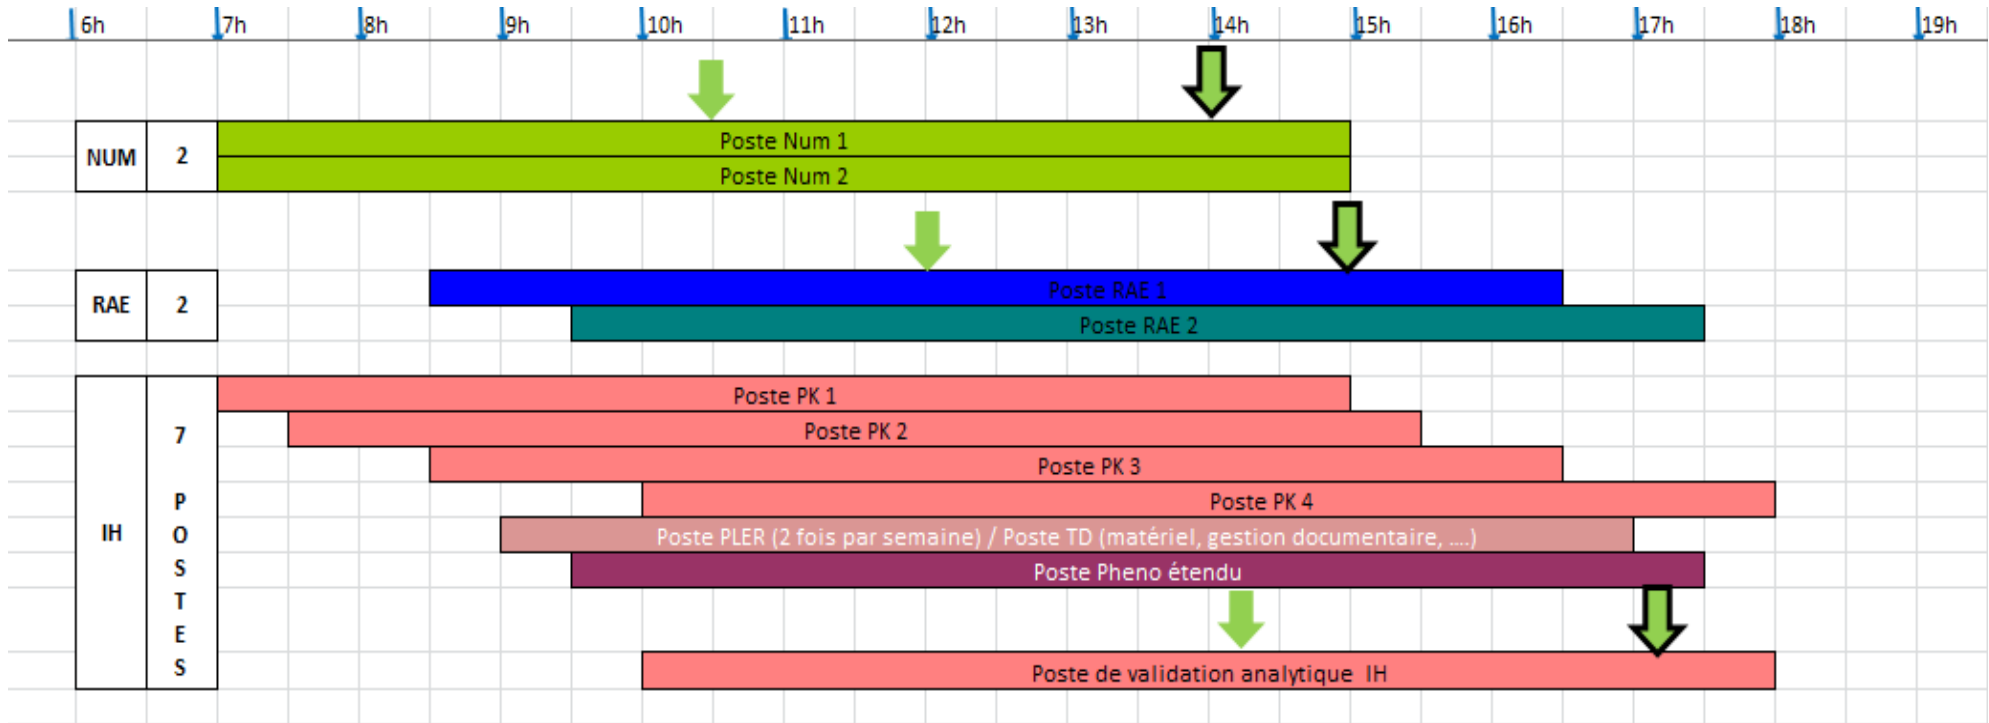 6h 7h 8h 9h 10h 11h 12h 13h 14h 15h 16h 17h 18h 19h
NUM 2
Poste Num 1
Poste Num 2
RAE 2
Poste RAE 1
Poste RAE 2
IH
7
P
O
S
T
E
S
Poste PK 1
Poste PK 2
Poste PK 3
Poste PK 4
Poste PLER (2 fois par semaine) / Poste TD (matériel, gestion documentaire, ....)
Poste Pheno étendu
Poste de validation analytique IH